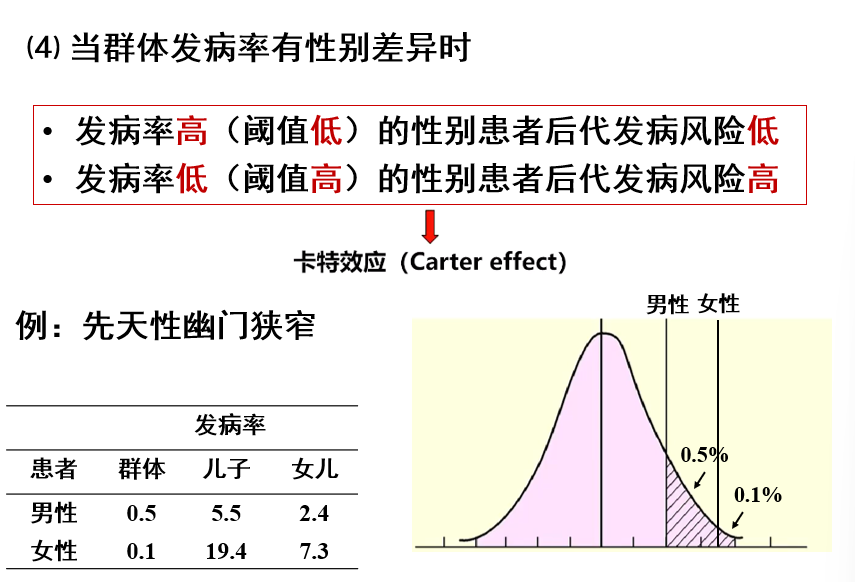 (4) 当群体发病率有性别差异时
• 发病率高（阈值低）的性别患者后代发病风险低
• 发病率低（阈值高）的性别患者后代发病风险高
卡特效应（Carter effect）
例：先天性幽门狭窄
发病率
患者 群体 儿子 女儿
男性 0.5 5.5 2.4
女性 0.1 19.4 7.3
男性 女性
0.5%
0.1%